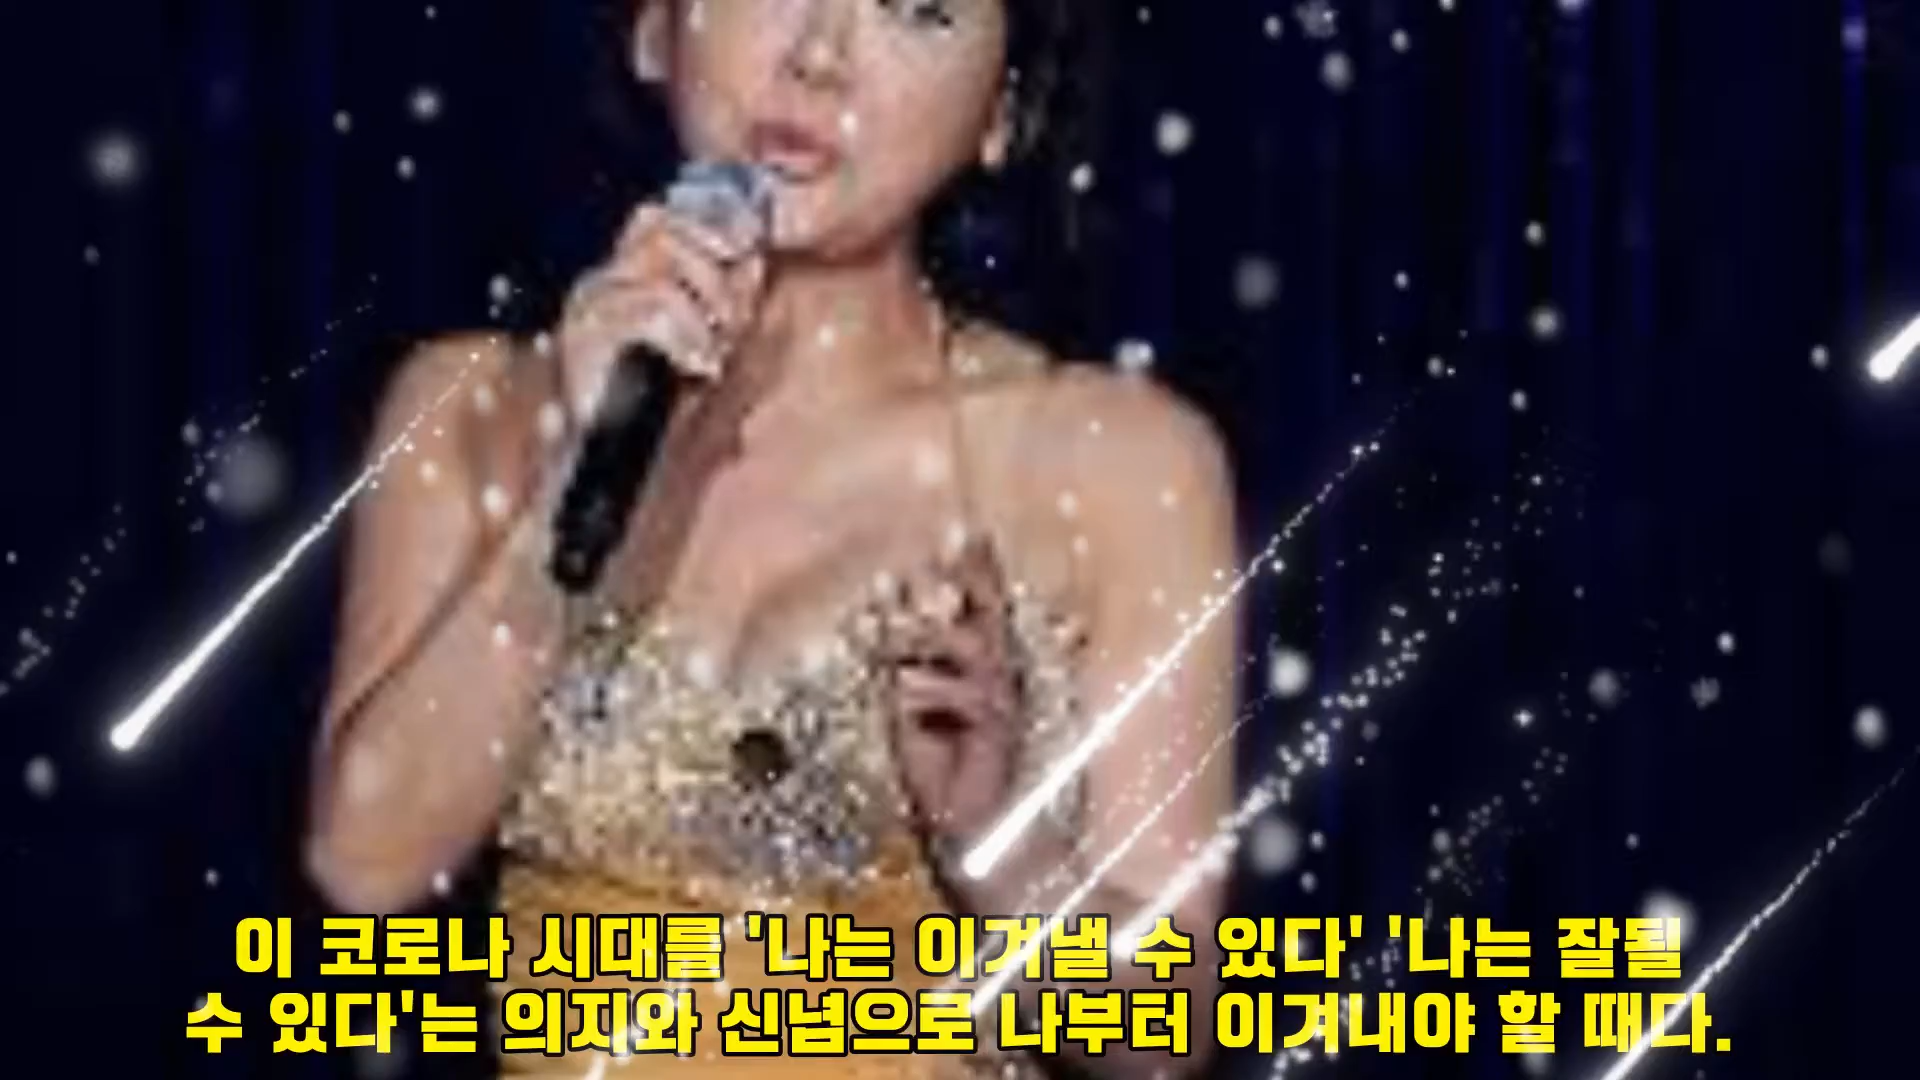 이 코로나 시대를 '나는 이겨낼 수 있다' '나는 잘될
수 있다'는 의지와 신념으로 나부터 이겨내야 할 때다.